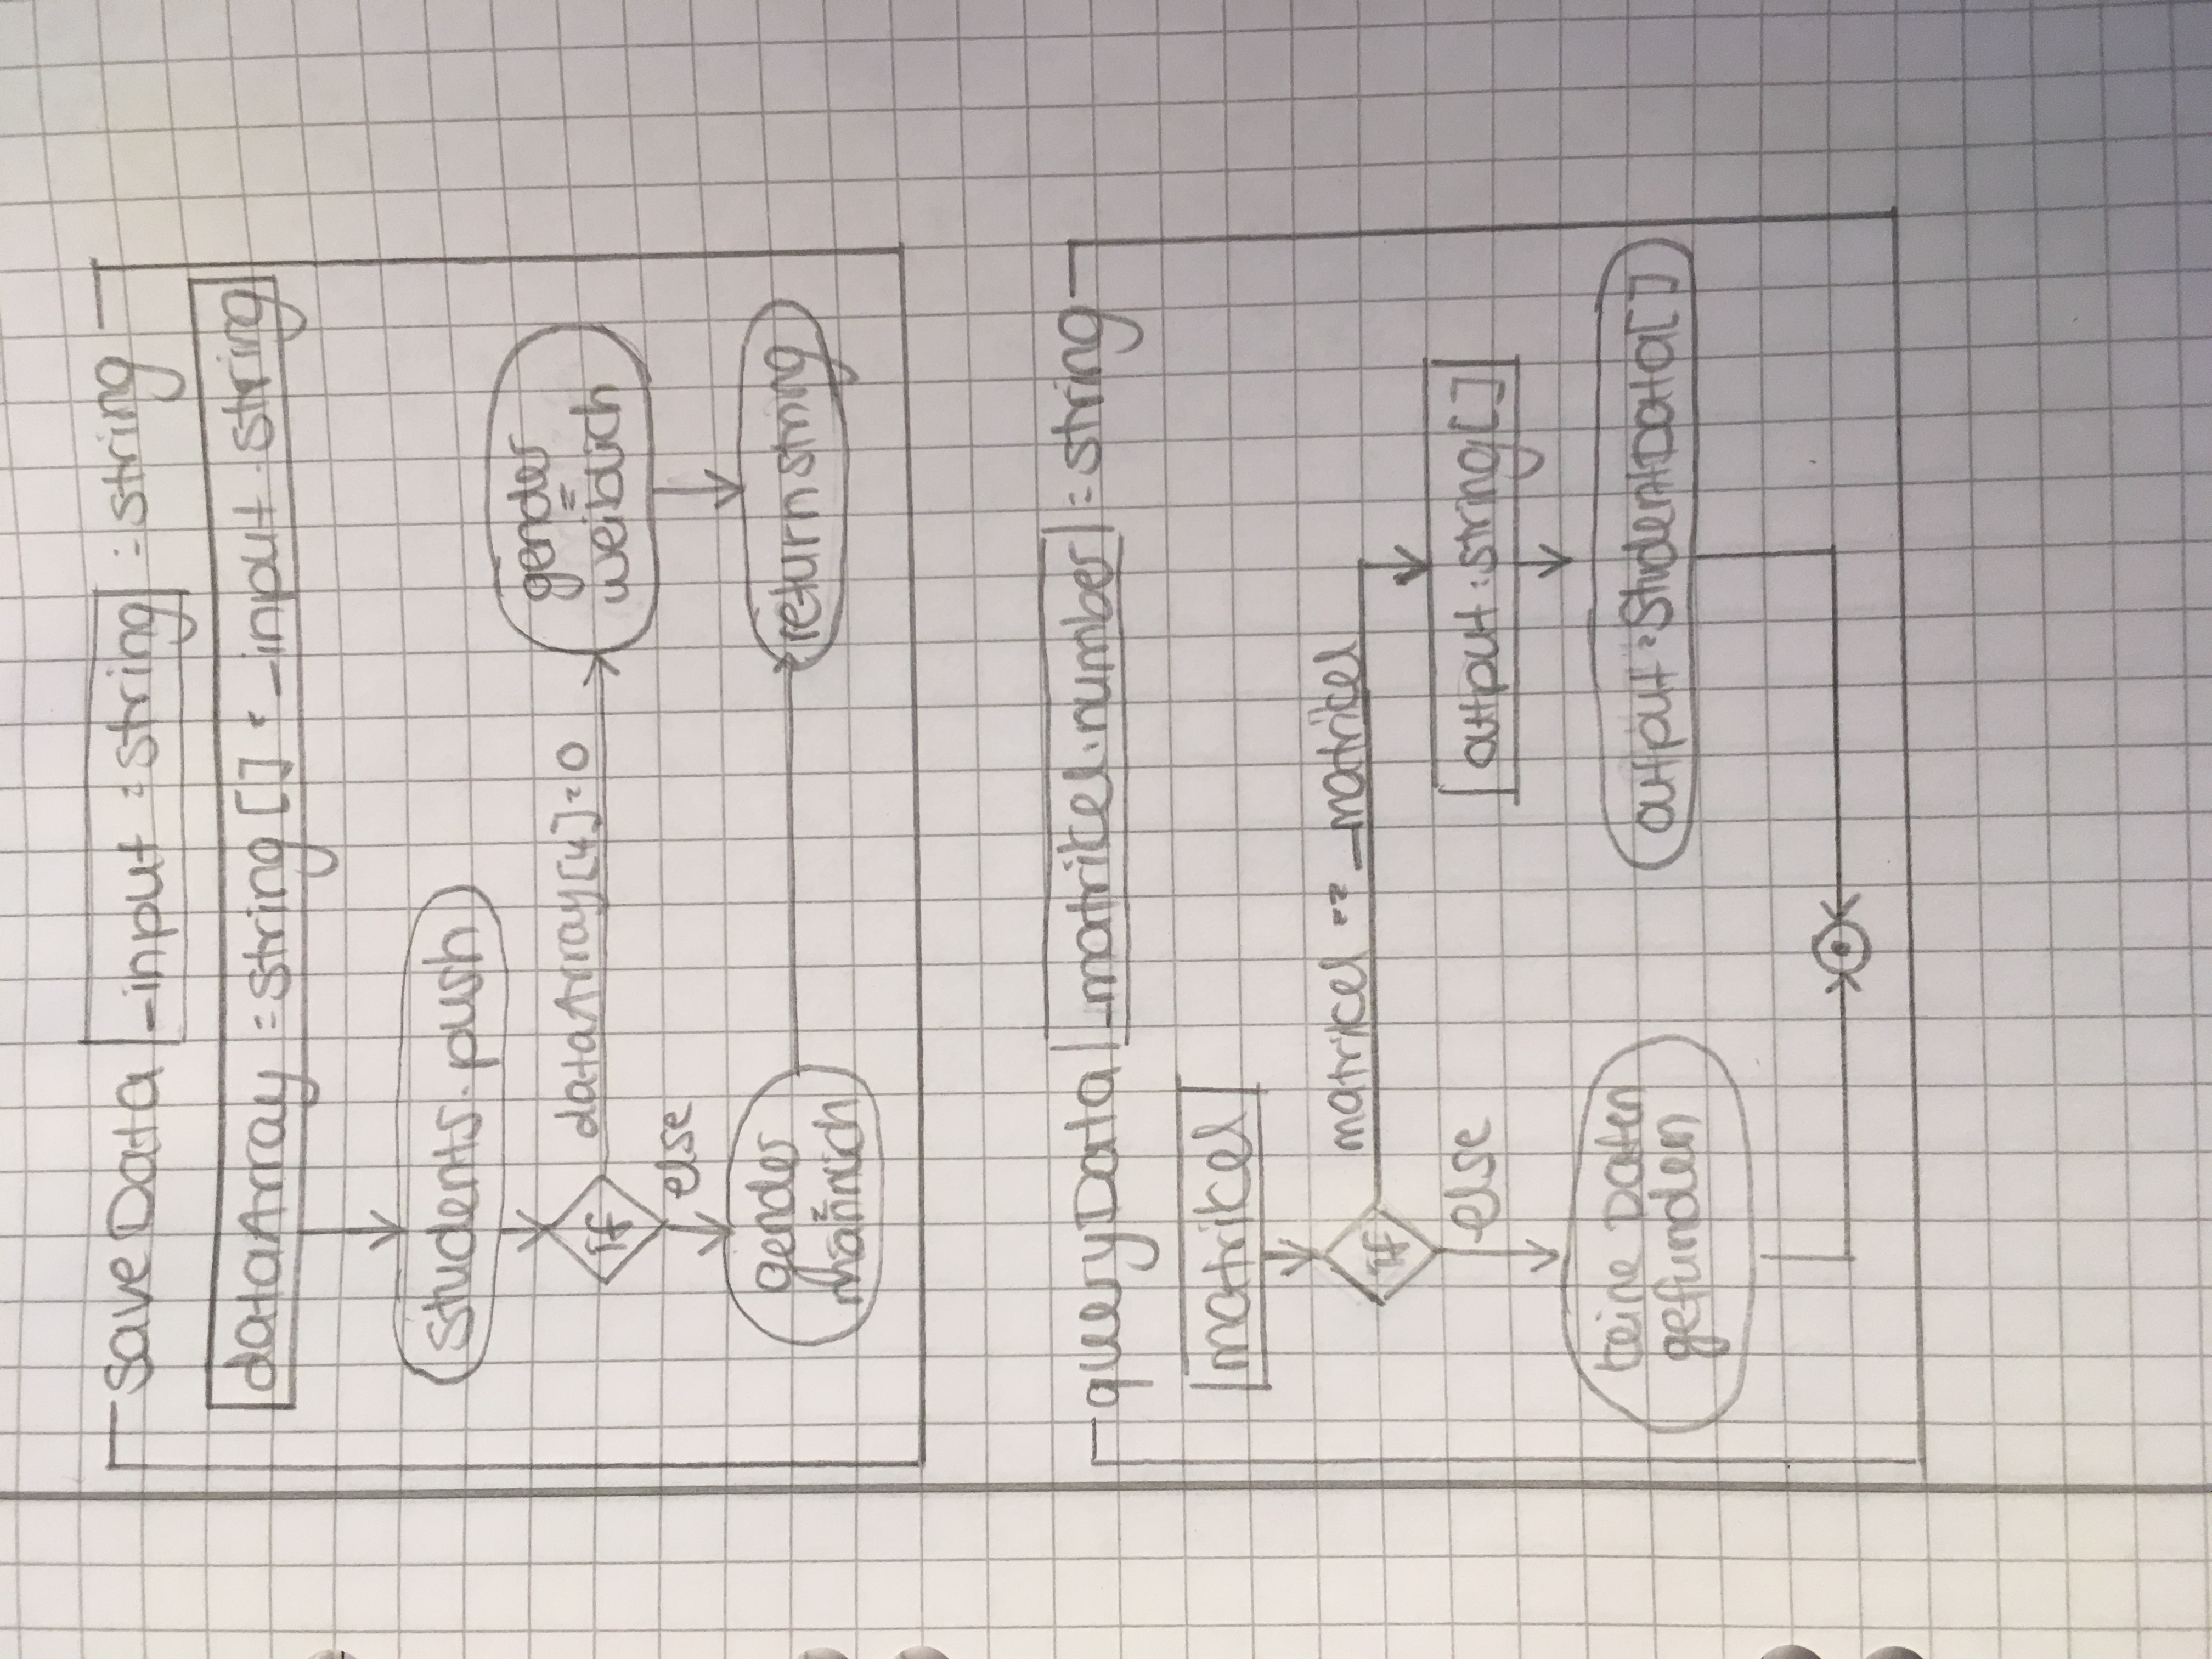 saveData _input : string : string
dataArray : string [] = _input . string
students.push
if dataArray[4]=0
gender
=
weiblich
else
gender
=
männlich
return string
queryData _matrikel.number : string
matrikel
if matrikel == _matrikel
else
output : string[]
keine Daten
gefunden
output : StudentData[]